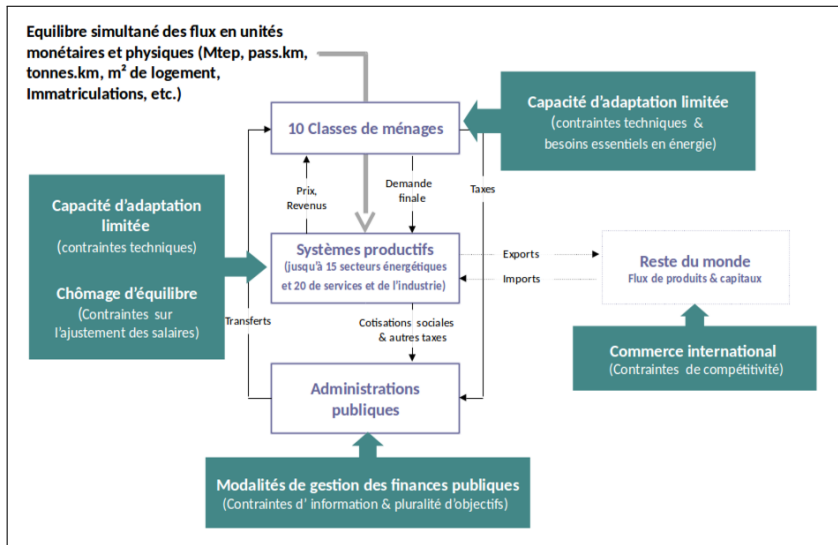 Equilibre simultané des flux en unités
monétaires et physiques (Mtep, pass.km,
tonnes.km, m² de logement,
Immatriculations, etc.)
10 Classes de ménages
Capacité d'adaptation limitée
(contraintes techniques &
besoins essentiels en énergie)
Prix,
Revenus
Demande
finale
Taxes
Capacité d'adaptation
limitée
(contraintes techniques)
Chômage d'équilibre
(Contraintes sur
l'ajustement des salaires)
Systèmes productifs
(jusqu'à 15 secteurs énergétiques
et 20 de services et de l'industrie)
Exports
Imports
Reste du monde
Flux de produits & capitaux
Transferts
Cotisations sociales
& autres taxes
Commerce international
(Contraintes de compétitivité)
Administrations
publiques
Modalités de gestion des finances publiques
(Contraintes d' information & pluralité d'objectifs)